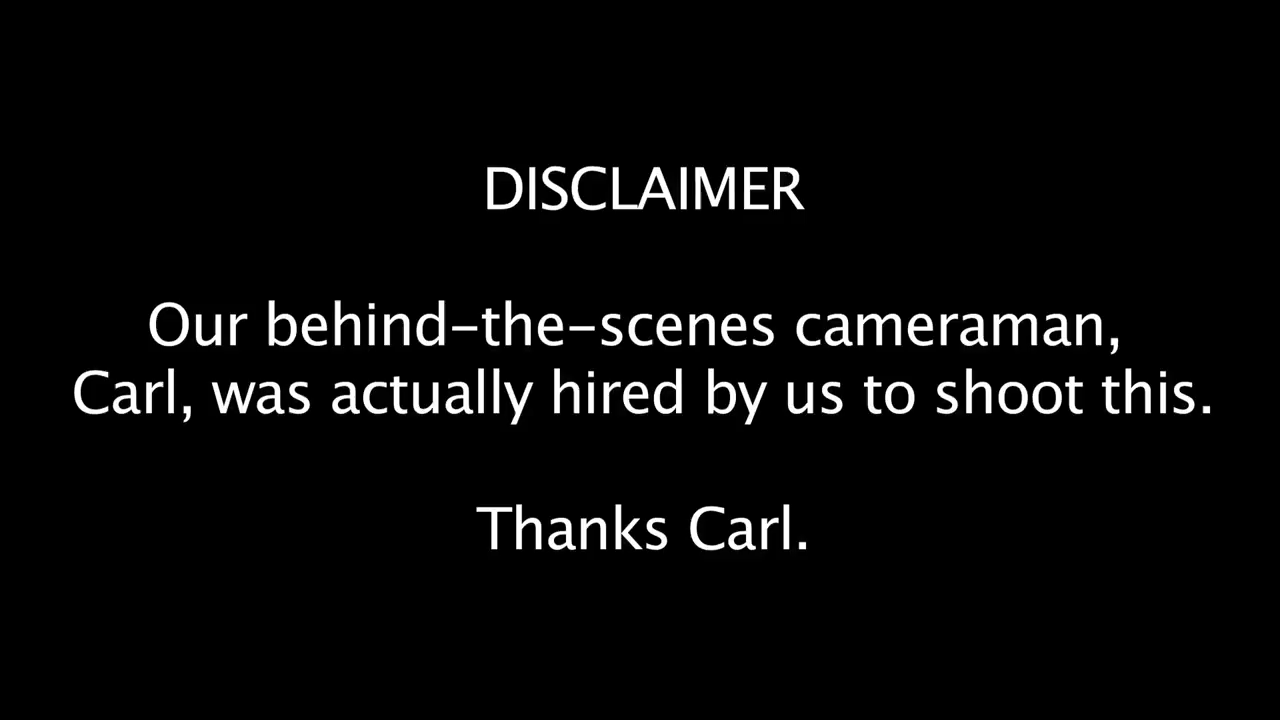 DISCLAIMER
Our behind-the-scenes cameraman,
Carl, was actually hired by us to shoot this.
Thanks Carl.